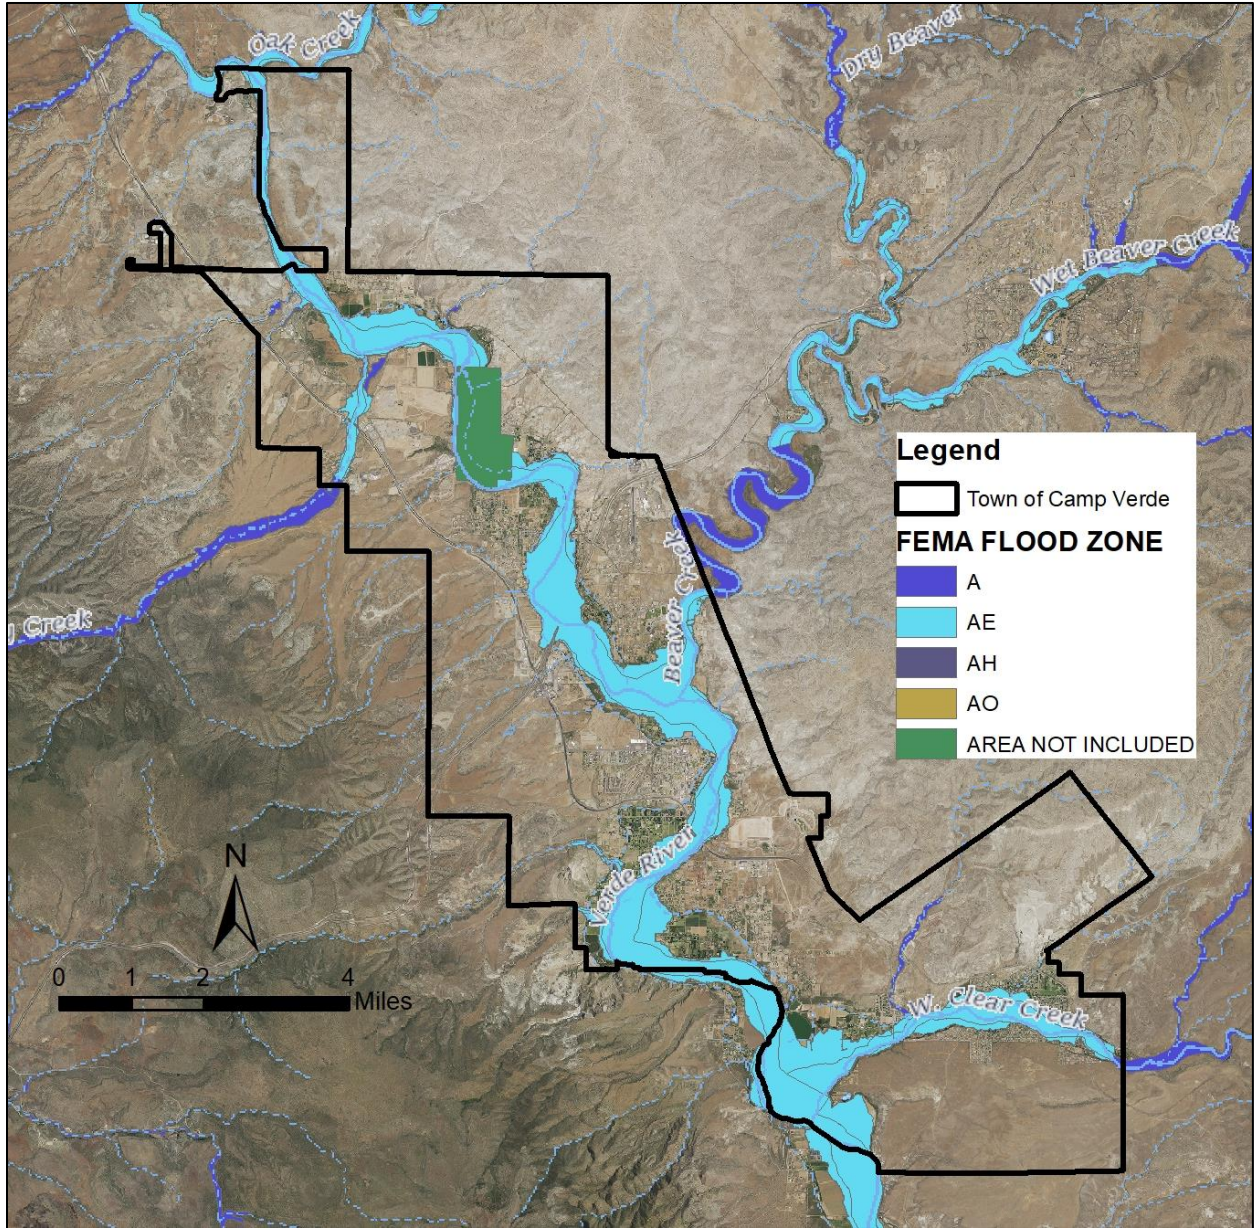 Oak Creek
Dry Beaver
Wet Beaver Creek
Legend
Town of Camp Verde
FEMA FLOOD ZONE
A
AE
AH
AO
AREA NOT INCLUDED
Beaver Creek
Creek
Verde River
N
0 1 2 4
Miles
W. Clear Creek